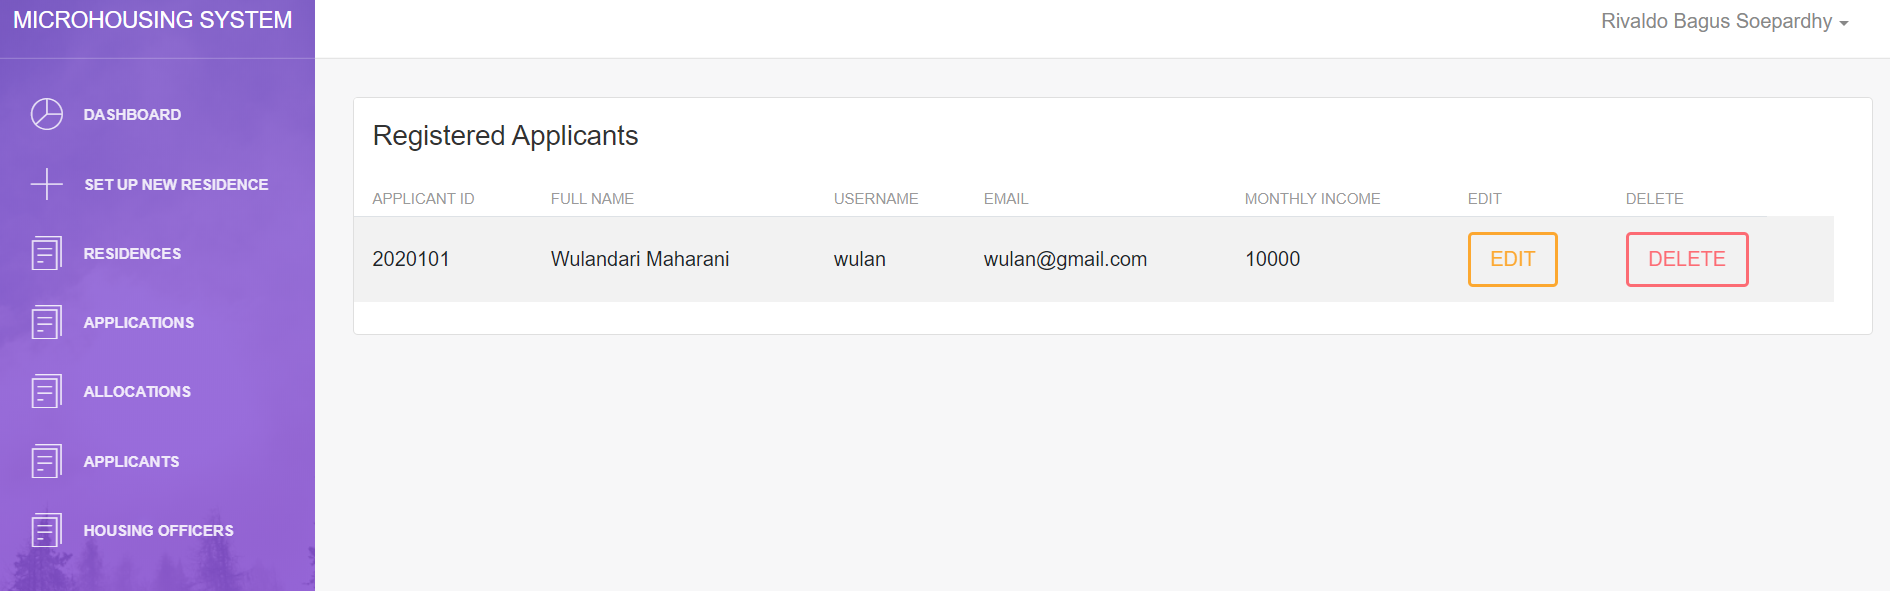 MICROHOUSING SYSTEM
Rivaldo Bagus Soepardhy
DASHBOARD
SET UP NEW RESIDENCE
RESIDENCES
APPLICATIONS
ALLOCATIONS
APPLICANTS
HOUSING OFFICERS
Registered Applicants
APPLICANT ID FULL NAME USERNAME EMAIL MONTHLY INCOME EDIT DELETE
2020101 Wulandari Maharani wulan wulan@gmail.com 10000 EDIT DELETE